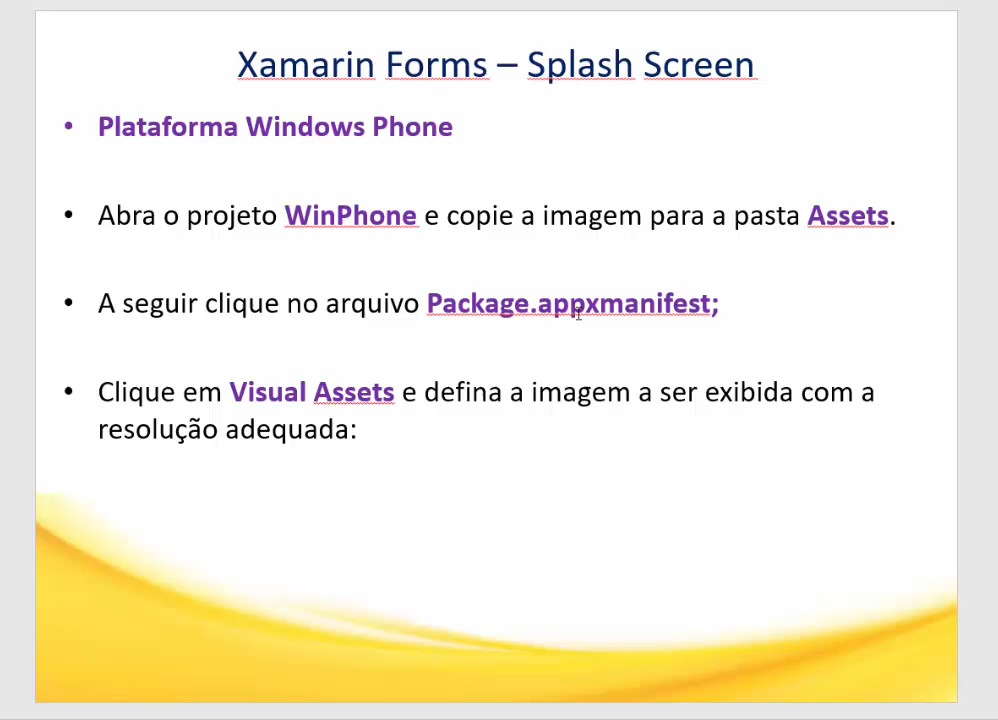 Xamarin Forms – Splash Screen
• Plataforma Windows Phone
• Abra o projeto WinPhone e copie a imagem para a pasta Assets.
• A seguir clique no arquivo Package.appxmanifest;
• Clique em Visual Assets e defina a imagem a ser exibida com a
resolução adequada: